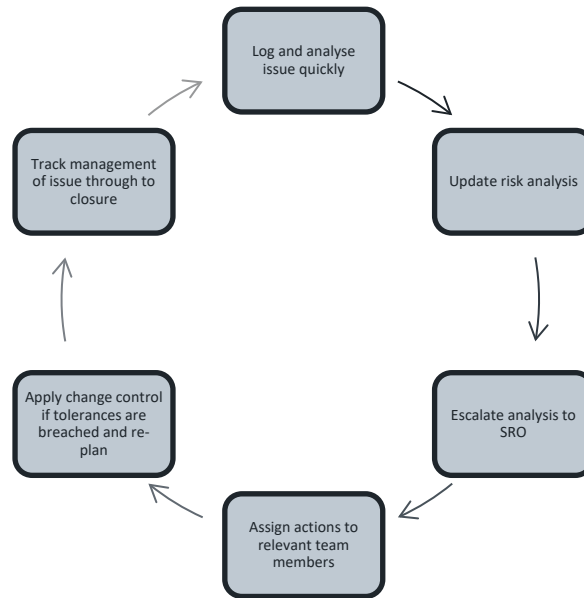 Log and analyse
issue quickly
Update risk analysis
Escalate analysis to
SRO
Assign actions to
relevant team
members
Apply change control
if tolerances are
breached and re-
plan
Track management
of issue through to
closure